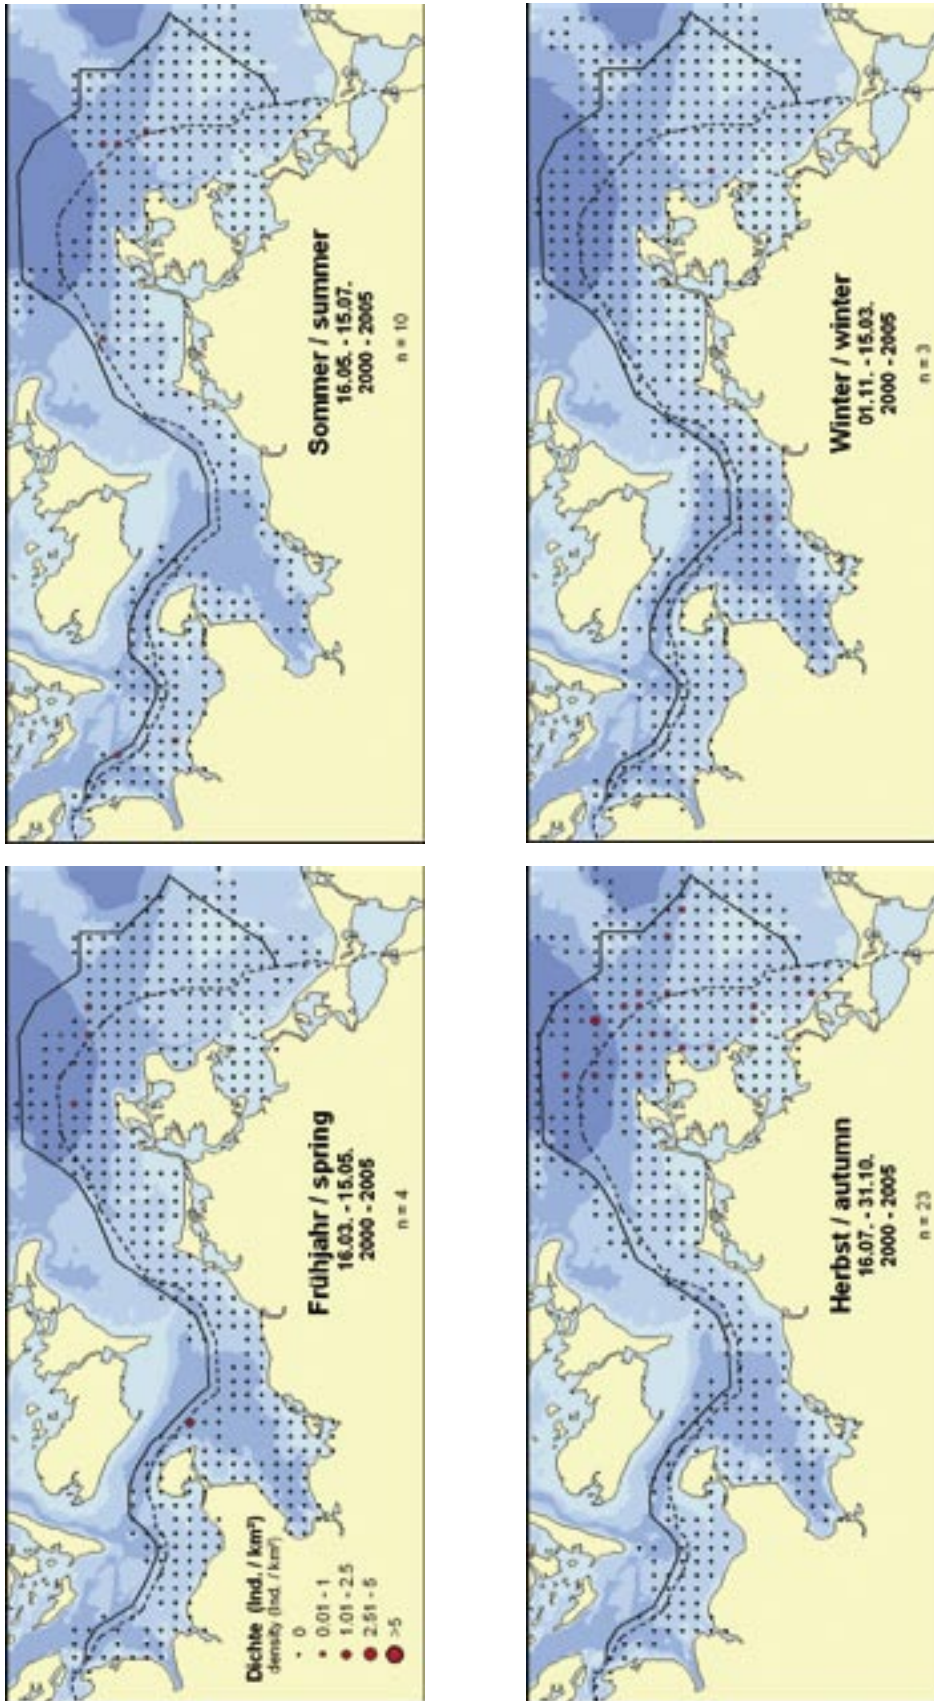 Dichte (Ind. / km²)
density (Ind. / km²)
0
0.01 - 1
1.01 - 2.5
2.51 - 5
>5
Frühjahr / spring
16.03. - 15.05.
2000 - 2005
n = 4
Sommer / summer
16.05. - 15.07.
2000 - 2005
n = 10
Herbst / autumn
16.07. - 31.10.
2000 - 2005
n = 23
Winter / winter
01.11. - 15.03.
2000 - 2005
n = 3